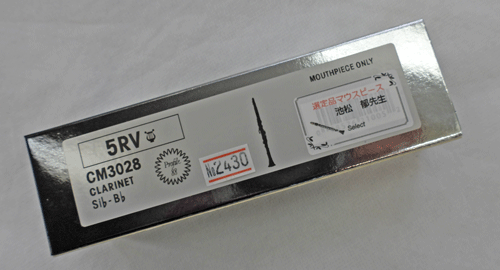 MOUTHPIECE ONLY
5RV
CM3028
CLARINET
Sib-Bb
№2430
選定品マウスピース
池松 郁先生
Select